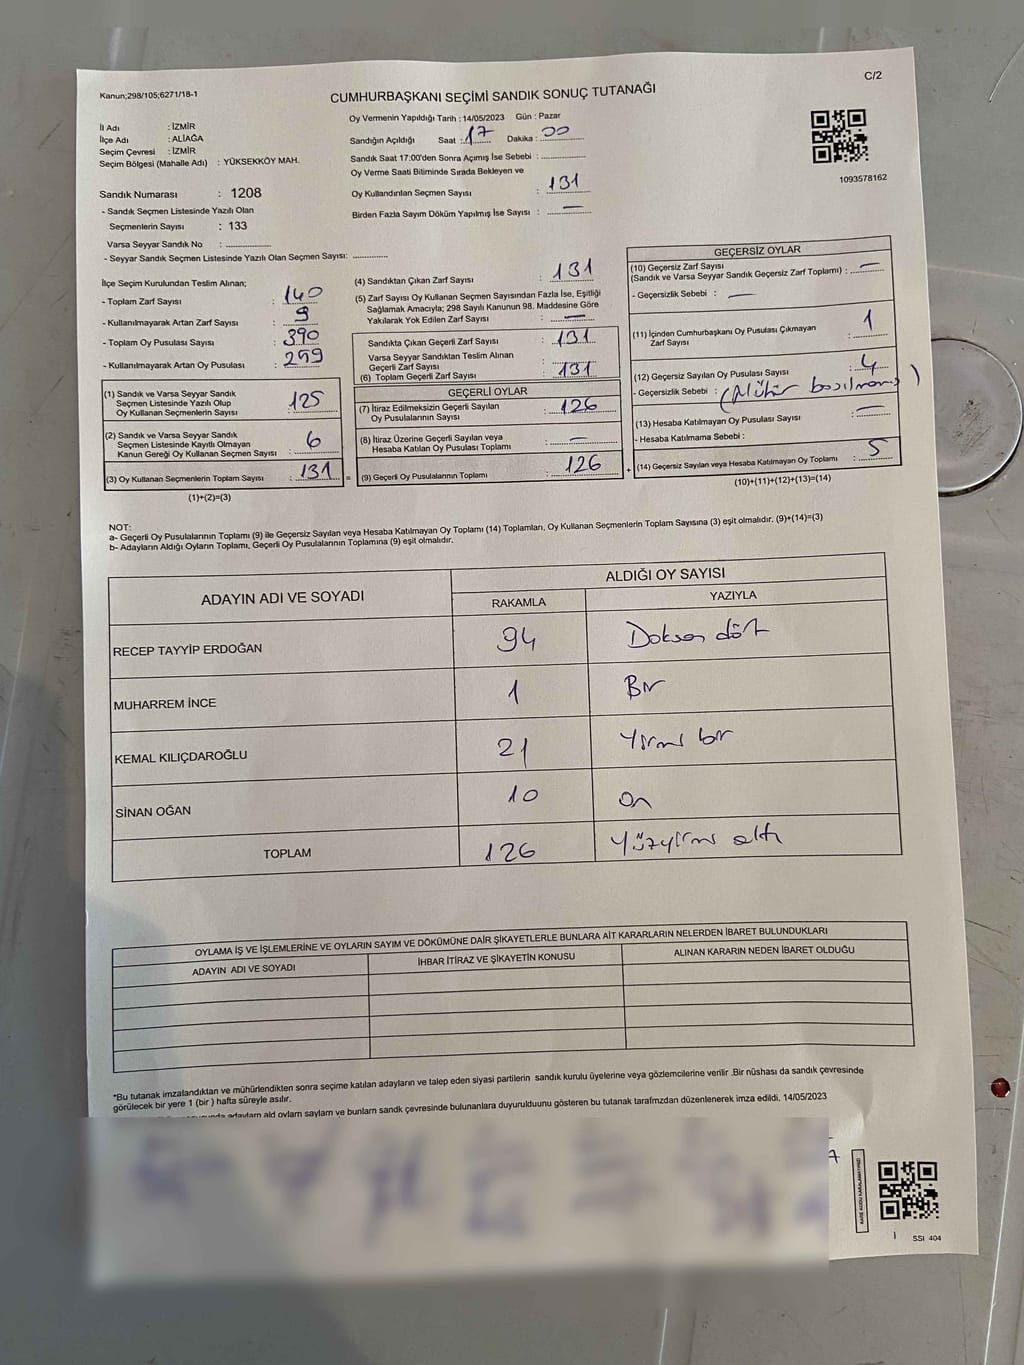 C/2
Kanun;298/105;6271/18-1
CUMHURBAŞKANI SEÇİMİ SANDIK SONUÇ TUTANAĞI
İl Adı : İZMİR
İlçe Adı : ALİAĞA
Seçim Çevresi : İZMİR
Seçim Bölgesi (Mahalle Adı) : YÜKSEKKÖY MAH.
Sandık Numarası : 1208
- Sandık Seçmen Listesinde Yazılı Olan
Seçmenlerin Sayısı : 133
Varsa Seyyar Sandık No :
- Seyyar Sandık Seçmen Listesinde Yazılı Olan Seçmen Sayısı:
Oy Vermenin Yapıldığı Tarih : 14/05/2023 Gün : Pazar
Sandığın Açıldığı Saat : 17 Dakika : 00
Sandık Saat 17:00'den Sonra Açımış İse Sebebi :
Oy Verme Saati Bitiminde Sırada Bekleyen ve
Oy Kullandırılan Seçmen Sayısı : 131
Birden Fazla Sayım Döküm Yapılmış İse Sayısı : —
1093578162
İlçe Seçim Kurulundan Teslim Alınan;
- Toplam Zarf Sayısı : 140
- Kullanılmayarak Artan Zarf Sayısı : 9
- Toplam Oy Pusulası Sayısı : 390
- Kullanılmayarak Artan Oy Pusulası : 259
(1) Sandık ve Varsa Seyyar Sandık
Seçmen Listesinde Yazılı Olup
Oy Kullanan Seçmenlerin Sayısı : 125
(2) Sandık ve Varsa Seyyar Sandık
Seçmen Listesinde Kayıtlı Olmayan
Kanun Gereği Oy Kullanan Seçmen Sayısı : 6
(3) Oy Kullanan Seçmenlerin Toplam Sayısı : 131
(1)+(2)=(3)
(4) Sandıktan Çıkan Zarf Sayısı : 131
(5) Zarf Sayısı Oy Kullanan Seçmen Sayısından Fazla İse, Eşitliği
Sağlamak Amacıyla; 298 Sayılı Kanunun 98. Maddesine Göre
Yakılarak Yok Edilen Zarf Sayısı : —
Sandıkta Çıkan Geçerli Zarf Sayısı : 131
Varsa Seyyar Sandıktan Teslim Alınan
Geçerli Zarf Sayısı :
(6) Toplam Geçerli Zarf Sayısı : 131
GEÇERLİ OYLAR
(7) İtiraz Edilmeksizin Geçerli Sayılan
Oy Pusulalarının Sayısı : 126
(8) İtiraz Üzerine Geçerli Sayılan veya
Hesaba Katılan Oy Pusulası Toplamı : —
= (9) Geçerli Oy Pusulalarının Toplamı : 126
GEÇERSİZ OYLAR
(10) Geçersiz Zarf Sayısı
(Sandık ve Varsa Seyyar Sandık Geçersiz Zarf Toplamı) : —
- Geçersizlik Sebebi : —
(11) İçinden Cumhurbaşkanı Oy Pusulası Çıkmayan
Zarf Sayısı : 1
(12) Geçersiz Sayılan Oy Pusulası Sayısı : 4
- Geçersizlik Sebebi : (Mühür basılmamış)
(13) Hesaba Katılmayan Oy Pusulası Sayısı : —
- Hesaba Katılmama Sebebi :
+ (14) Geçersiz Sayılan veya Hesaba Katılmayan Oy Toplamı : 5
(10)+(11)+(12)+(13)=(14)
NOT:
a- Geçerli Oy Pusulalarının Toplamı (9) ile Geçersiz Sayılan veya Hesaba Katılmayan Oy Toplamı (14) Toplamları, Oy Kullanan Seçmenlerin Toplam Sayısına (3) eşit olmalıdır. (9)+(14)=(3)
b- Adayların Aldığı Oyların Toplamı, Geçerli Oy Pusulalarının Toplamına (9) eşit olmalıdır.
ADAYIN ADI VE SOYADI ALDIĞI OY SAYISI
RAKAMLA YAZIYLA
RECEP TAYYİP ERDOĞAN 94 Doksan dört
MUHARREM İNCE 1 Bir
KEMAL KILIÇDAROĞLU 21 Yirmi bir
SİNAN OĞAN 10 On
TOPLAM 126 Yüzyirmi altı
OYLAMA İŞ VE İŞLEMLERİNE VE OYLARIN SAYIM VE DÖKÜMÜNE DAİR ŞİKAYETLERLE BUNLARA AİT KARARLARIN NELERDEN İBARET BULUNDUKLARI
ADAYIN ADI VE SOYADI İHBAR İTİRAZ VE ŞİKAYETİN KONUSU ALINAN KARARIN NEDEN İBARET OLDUĞU
*Bu tutanak imzalandıktan ve mühürlendikten sonra seçime katılan adayların ve talep eden siyasi partilerin sandık kurulu üyelerine veya gözlemcilerine verilir .Bir nüshası da sandık çevresinde
görülecek bir yere 1 (bir ) hafta süreyle asılır.
adayların ald oyların sayların ve bunların sandk çevresinde bulunanlara duyurulduunu gösteren bu tutanak tarafmzdan düzenlenerek imza edildi. 14/05/2023
KARE KODU KARALAMAYINIZ!
SSI 404